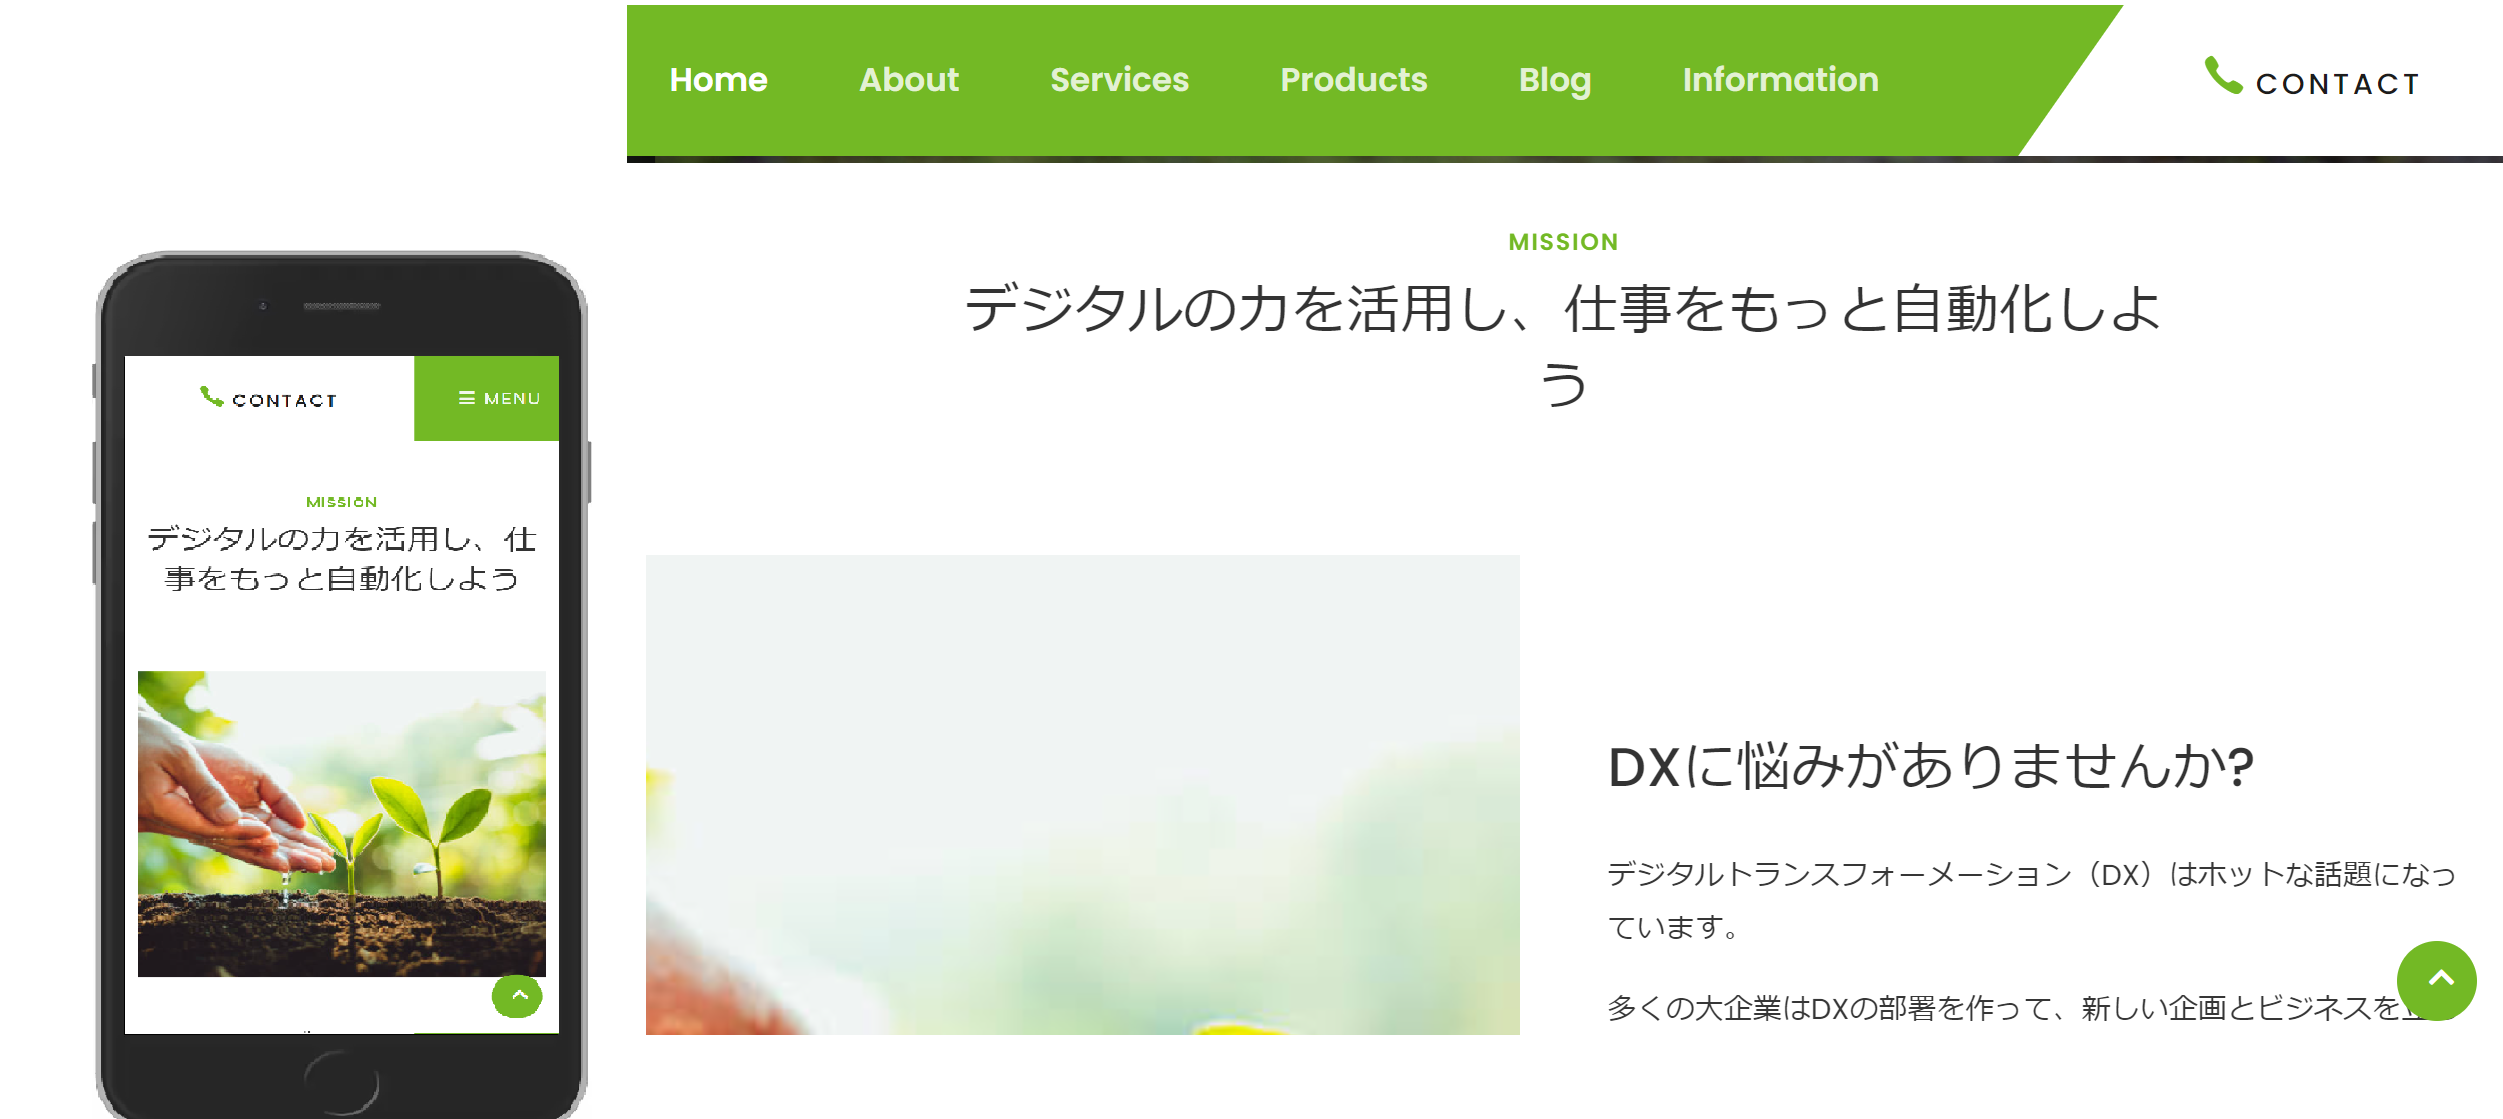 Home About Services Products Blog Information
CONTACT
MISSION
デジタルの力を活用し、仕事をもっと自動化しよ
う
DXに悩みがありませんか?
デジタルトランスフォーメーション（DX）はホットな話題になっ
ています。
多くの大企業はDXの部署を作って、新しい企画とビジネスを
CONTACT
MENU
MISSION
デジタルの力を活用し、仕
事をもっと自動化しよう